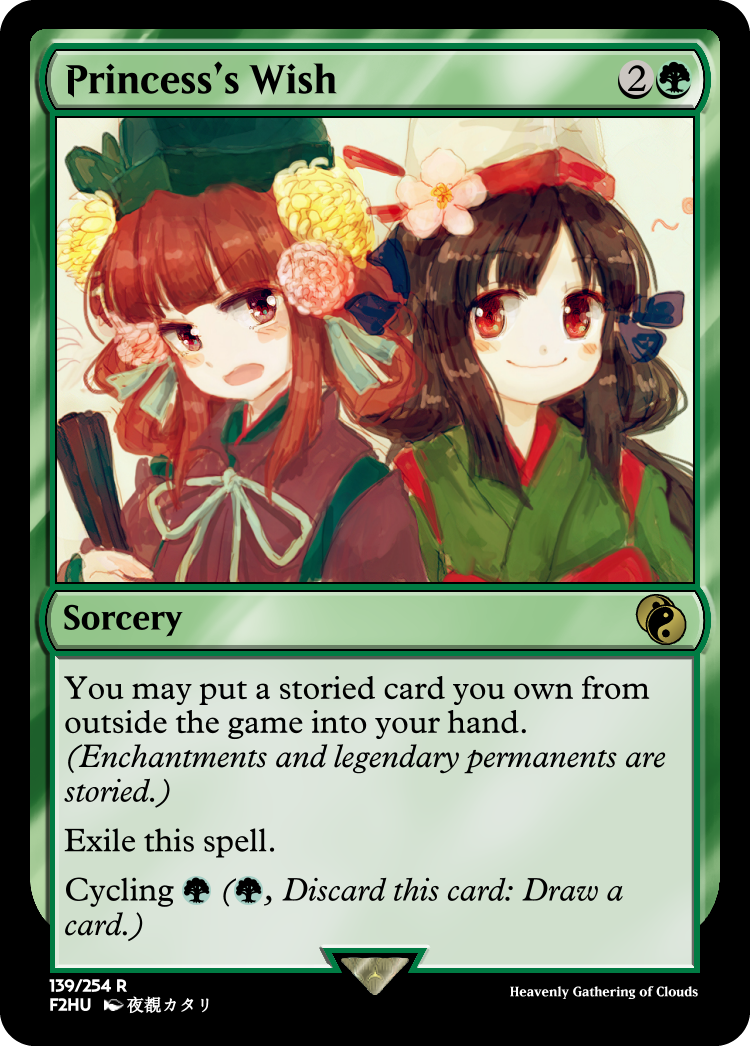 Princess's Wish
2
Sorcery
You may put a storied card you own from
outside the game into your hand.
(Enchantments and legendary permanents are
storied.)
Exile this spell.
Cycling (, Discard this card: Draw a
card.)
139/254 R
F2HU 夜覩カタリ
Heavenly Gathering of Clouds